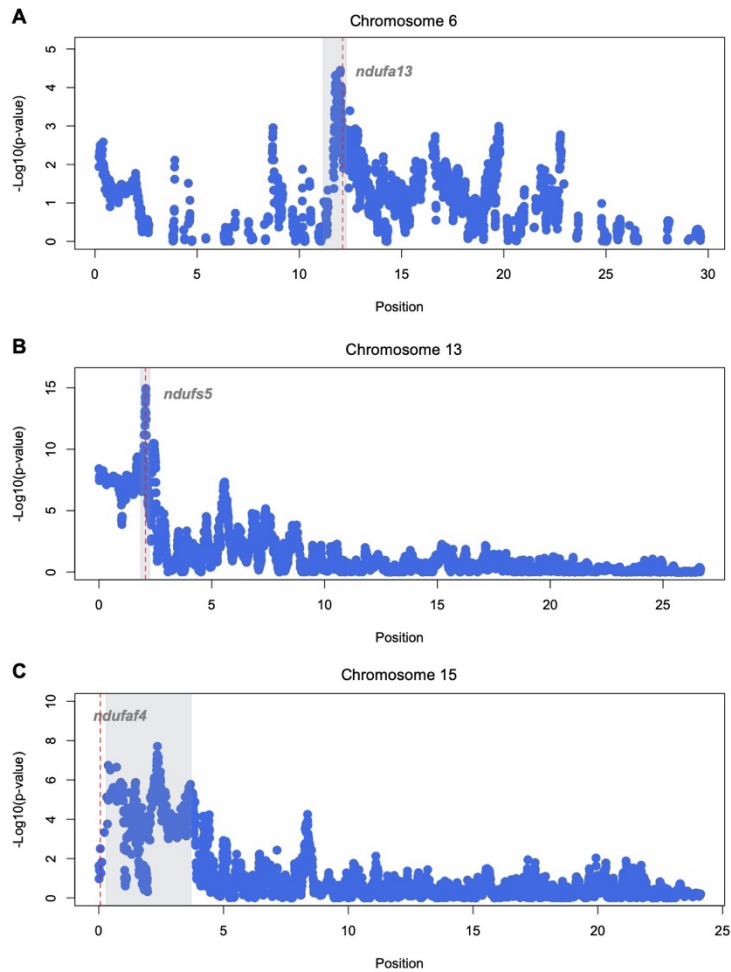 A
Chromosome 6
ndufa13
-Log10(p-value)
5
4
3
2
1
0
0 5 10 15 20 25 30
Position
B
Chromosome 13
ndufs5
-Log10(p-value)
15
10
5
0
0 5 10 15 20 25
Position
C
Chromosome 15
ndufaf4
-Log10(p-value)
10
8
6
4
2
0
0 5 10 15 20 25
Position